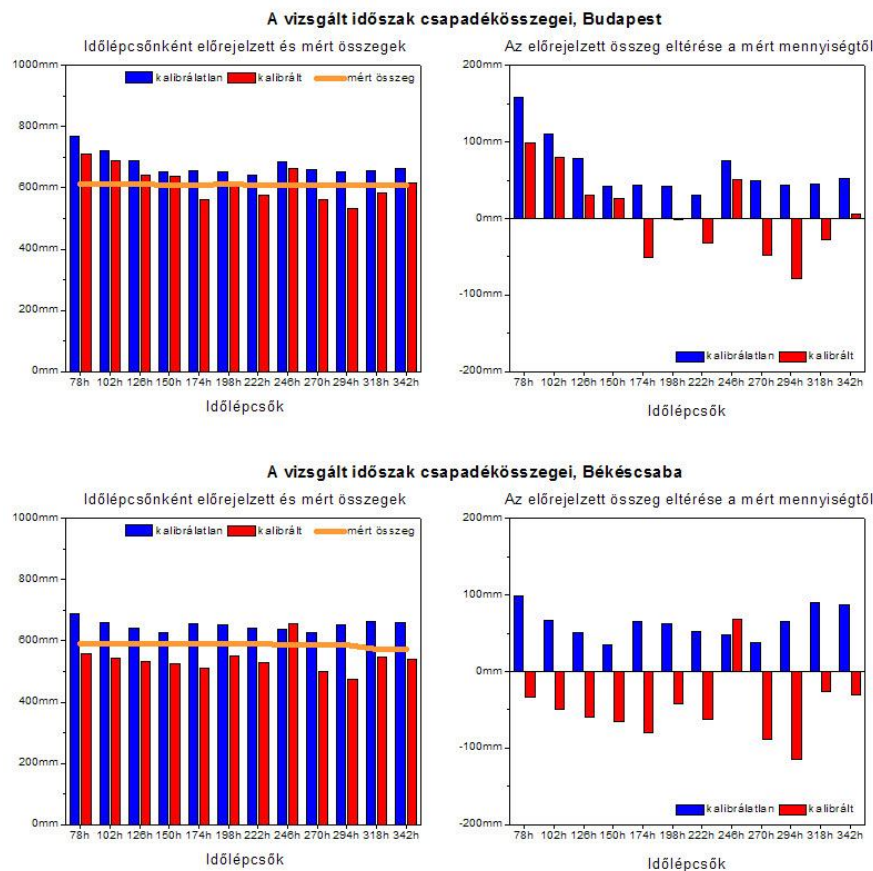 A vizsgált időszak csapadékösszegei, Budapest
Időlépcsőnként előrejelzett és mért összegek
1000mm
800mm
600mm
400mm
200mm
0mm
kalibrálatlan kalibrált mért összeg
78h 102h 126h 150h 174h 198h 222h 246h 270h 294h 318h 342h
Időlépcsők
Az előrejelzett összeg eltérése a mért mennyiségtől
200mm
100mm
0mm
-100mm
-200mm
kalibrálatlan kalibrált
78h 102h 126h 150h 174h 198h 222h 246h 270h 294h 318h 342h
Időlépcsők
A vizsgált időszak csapadékösszegei, Békéscsaba
Időlépcsőnként előrejelzett és mért összegek
1000mm
800mm
600mm
400mm
200mm
0mm
kalibrálatlan kalibrált mért összeg
78h 102h 126h 150h 174h 198h 222h 246h 270h 294h 318h 342h
Időlépcsők
Az előrejelzett összeg eltérése a mért mennyiségtől
200mm
100mm
0mm
-100mm
-200mm
kalibrálatlan kalibrált
78h 102h 126h 150h 174h 198h 222h 246h 270h 294h 318h 342h
Időlépcsők